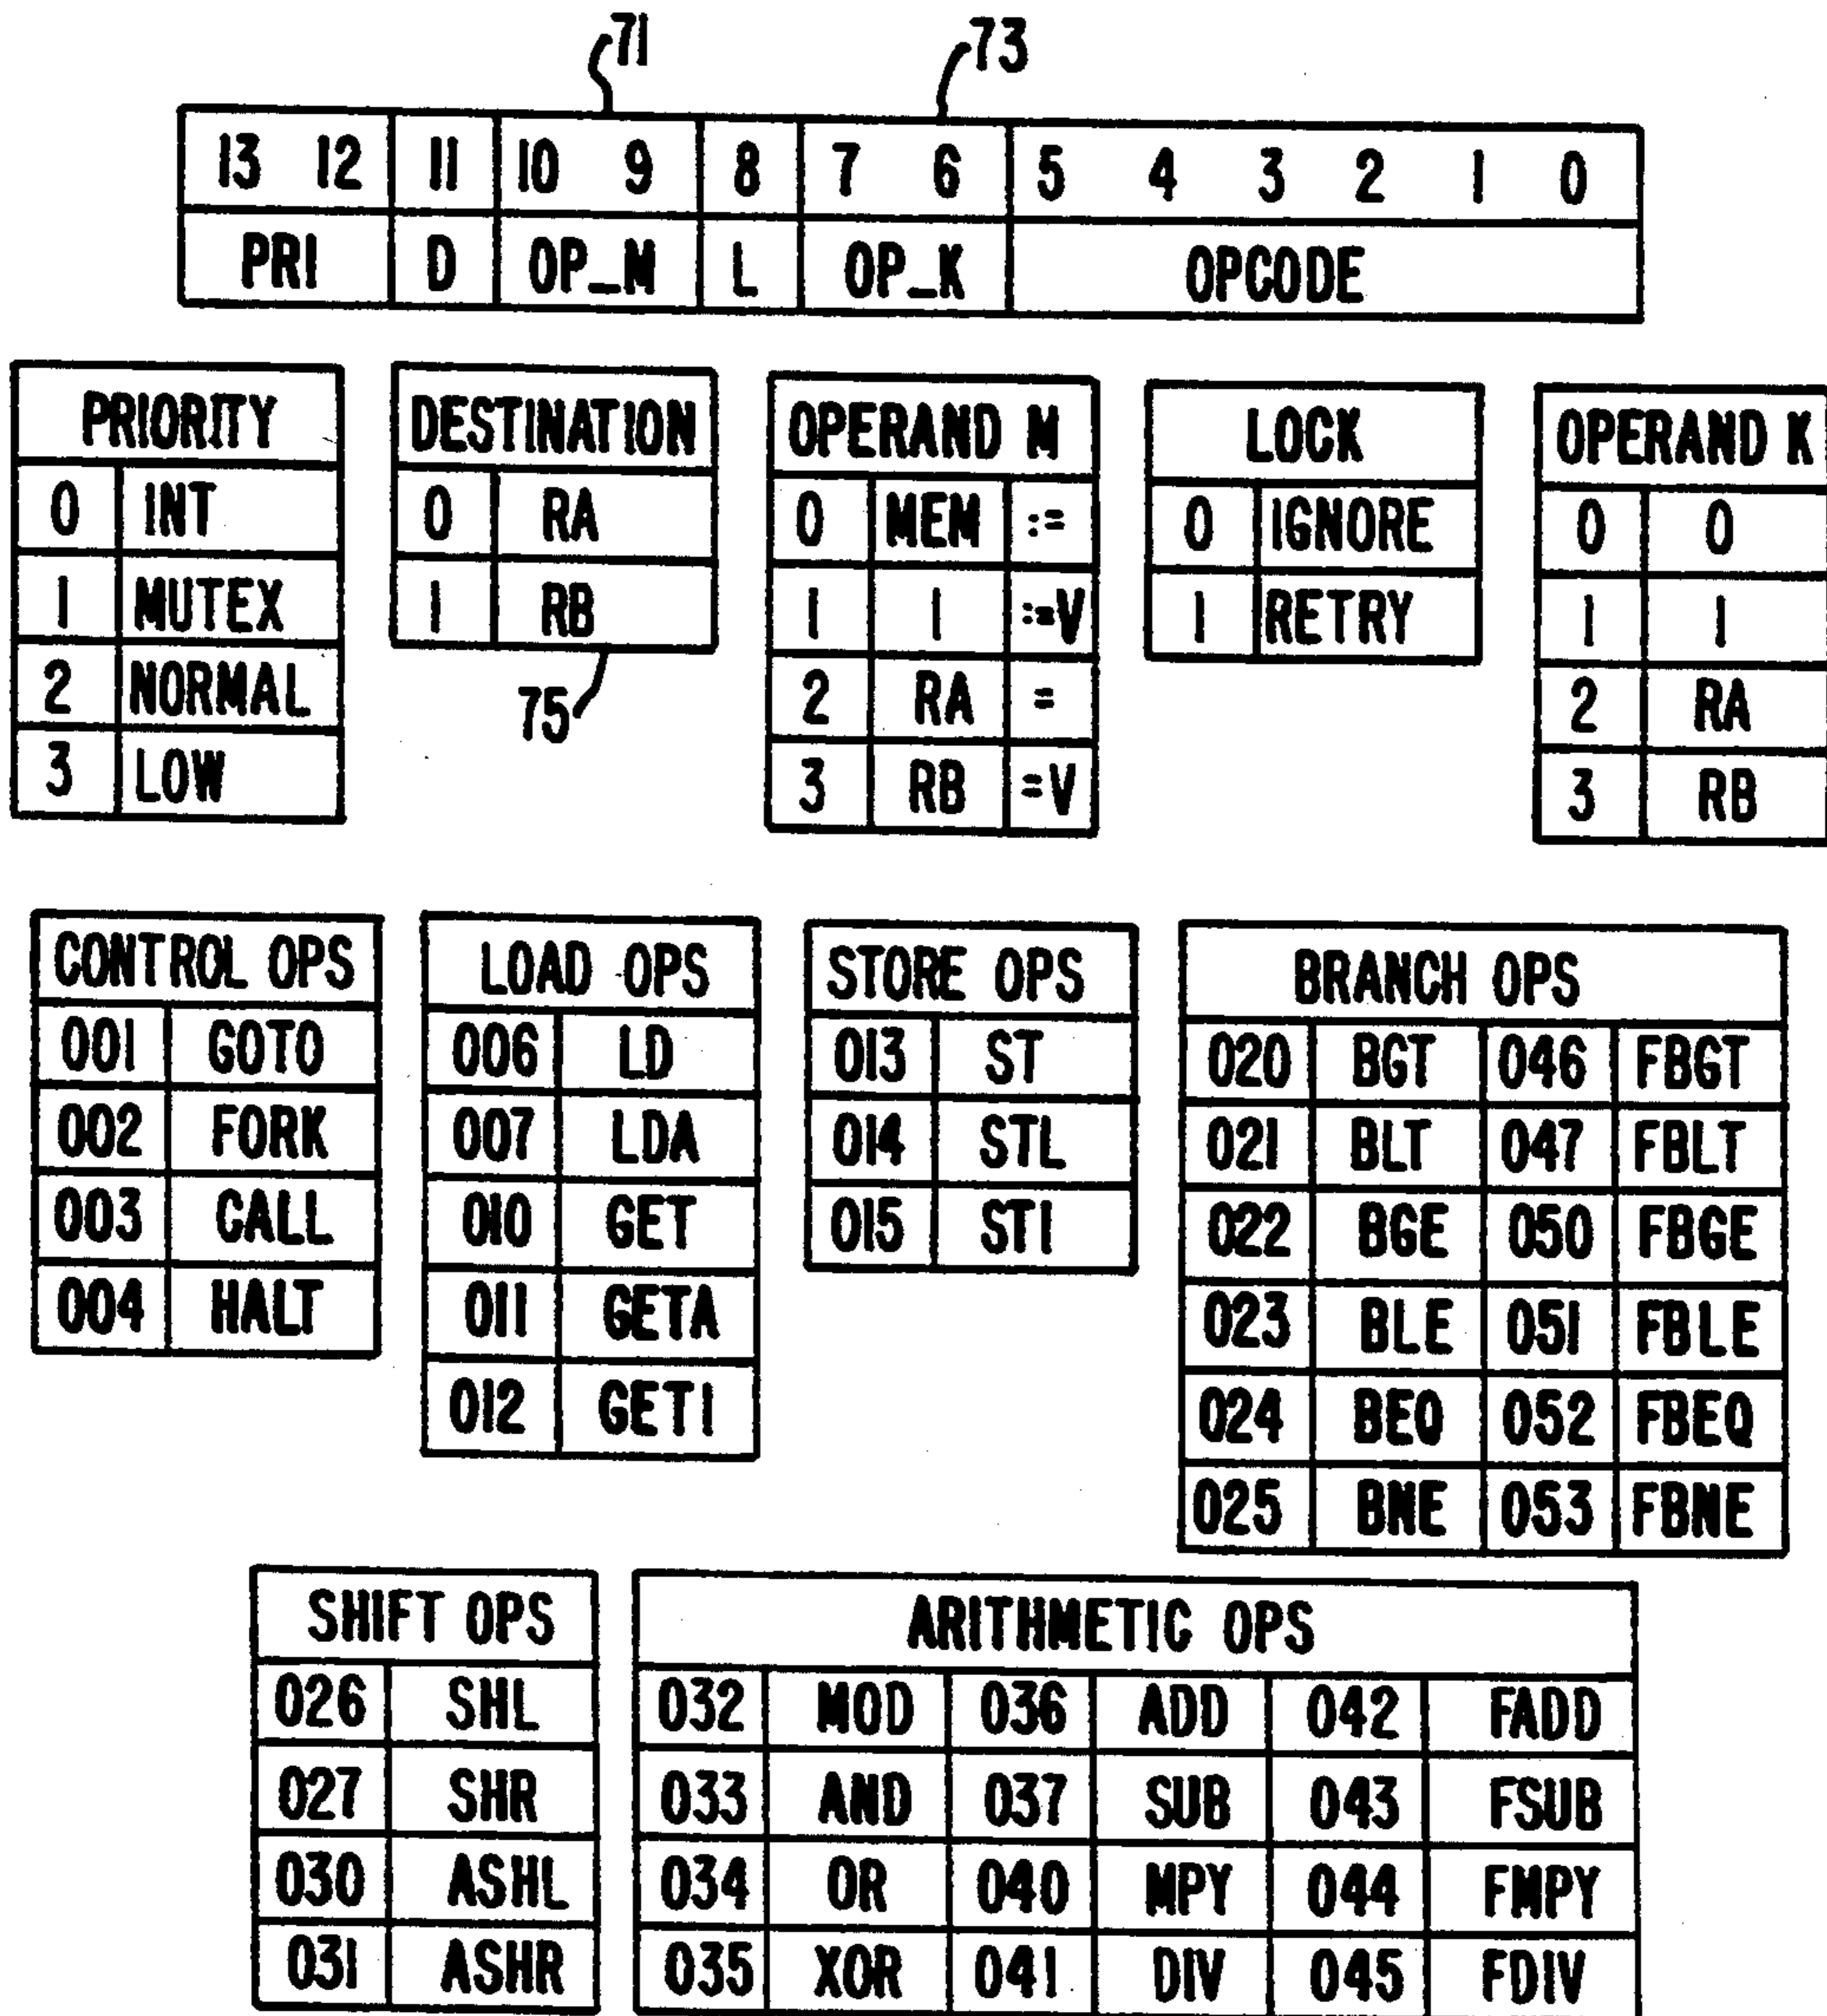 71 73
13 12 11 10 9 8 7 6 5 4 3 2 1 0
PRI D OP_M L OP_K OPCODE
PRIORITY
0 INT
1 MUTEX
2 NORMAL
3 LOW
DESTINATION
0 RA
1 RB
75
OPERAND M
0 MEM :=
1 1 :=V
2 RA =
3 RB =V
LOCK
0 IGNORE
1 RETRY
OPERAND K
0 0
1 1
2 RA
3 RB
CONTROL OPS
001 GOTO
002 FORK
003 CALL
004 HALT
LOAD OPS
006 LD
007 LDA
010 GET
011 GETA
012 GETI
STORE OPS
013 ST
014 STL
015 STI
BRANCH OPS
020 BGT 046 FBGT
021 BLT 047 FBLT
022 BGE 050 FBGE
023 BLE 051 FBLE
024 BEQ 052 FBEQ
025 BNE 053 FBNE
SHIFT OPS
026 SHL
027 SHR
030 ASHL
031 ASHR
ARITHMETIC OPS
032 MOD 036 ADD 042 FADD
033 AND 037 SUB 043 FSUB
034 OR 040 MPY 044 FMPY
035 XOR 041 DIV 045 FDIV